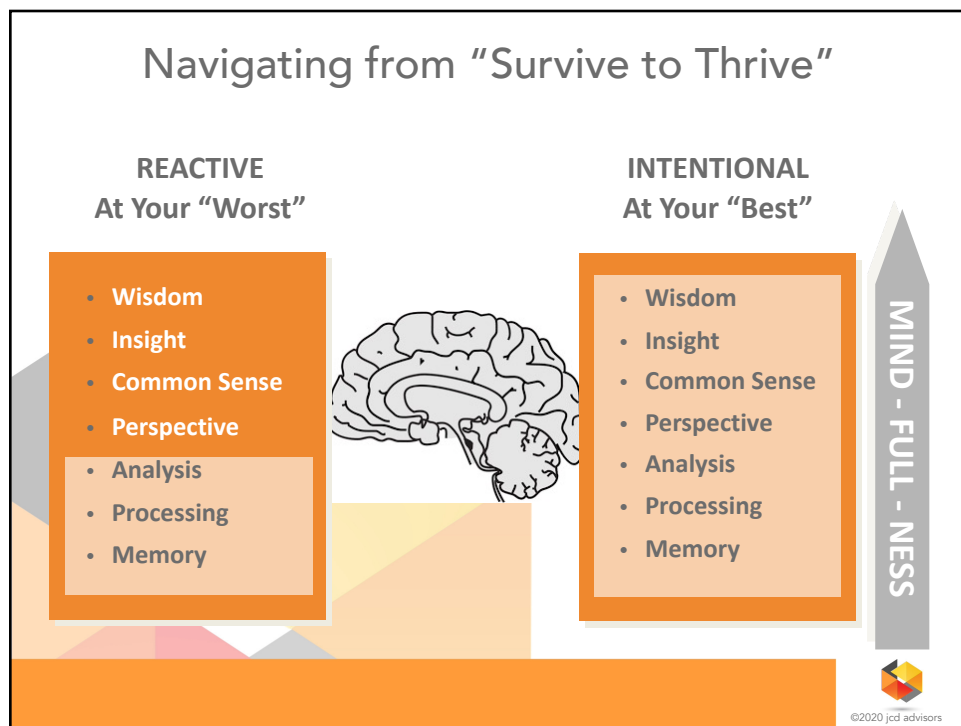 Navigating from “Survive to Thrive”
REACTIVE
At Your “Worst”
• Wisdom
• Insight
• Common Sense
• Perspective
• Analysis
• Processing
• Memory
INTENTIONAL
At Your “Best”
• Wisdom
• Insight
• Common Sense
• Perspective
• Analysis
• Processing
• Memory
MIND - FULL - NESS
©2020 jcd advisors